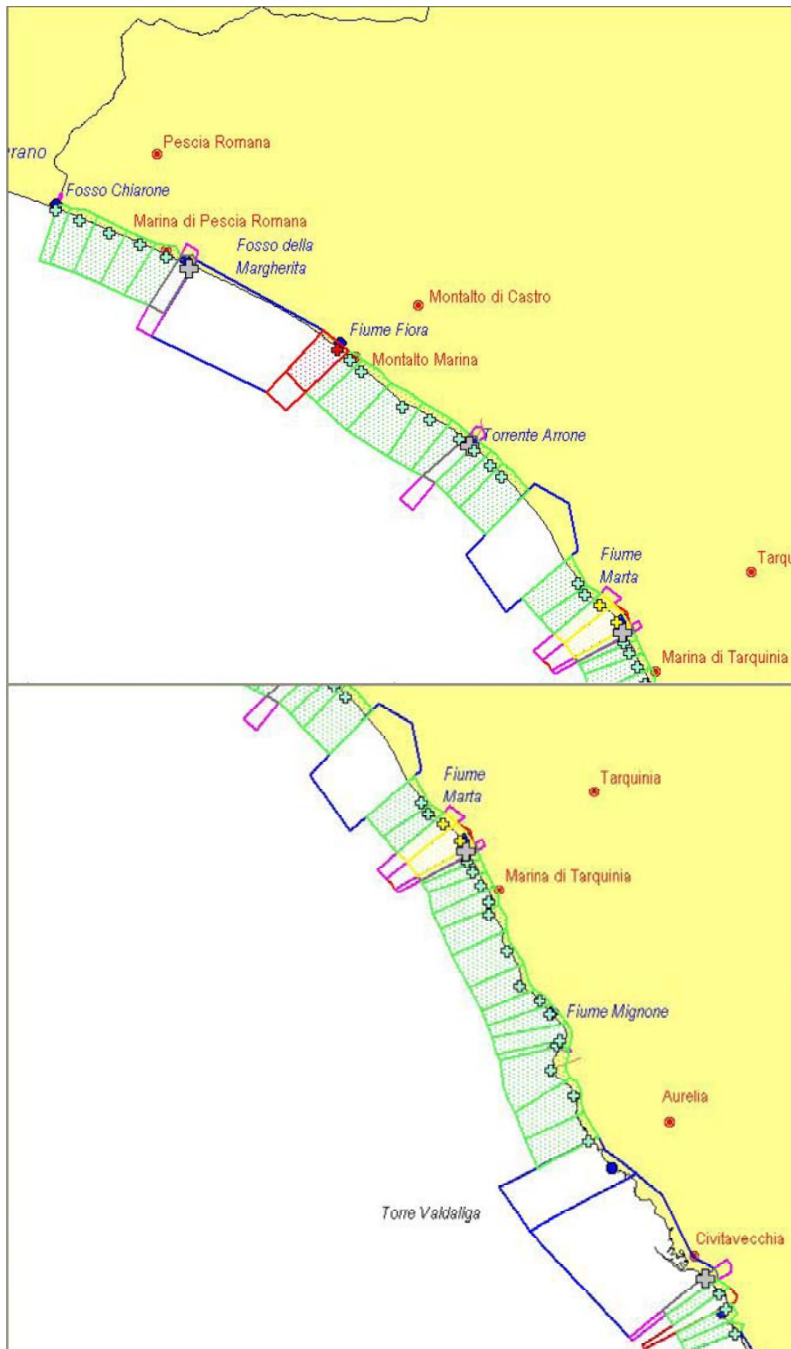 Pescia Romana
rano
Fosso Chiarone
Marina di Pescia Romana
Fosso della
Margherita
Montalto di Castro
Fiume Fiora
Montalto Marina
Torrente Arrone
Fiume
Marta
Tarqu
Marina di Tarquinia
Fiume
Marta
Tarquinia
Marina di Tarquinia
Fiume Mignone
Aurelia
Torre Valdaliga
Civitavecchia